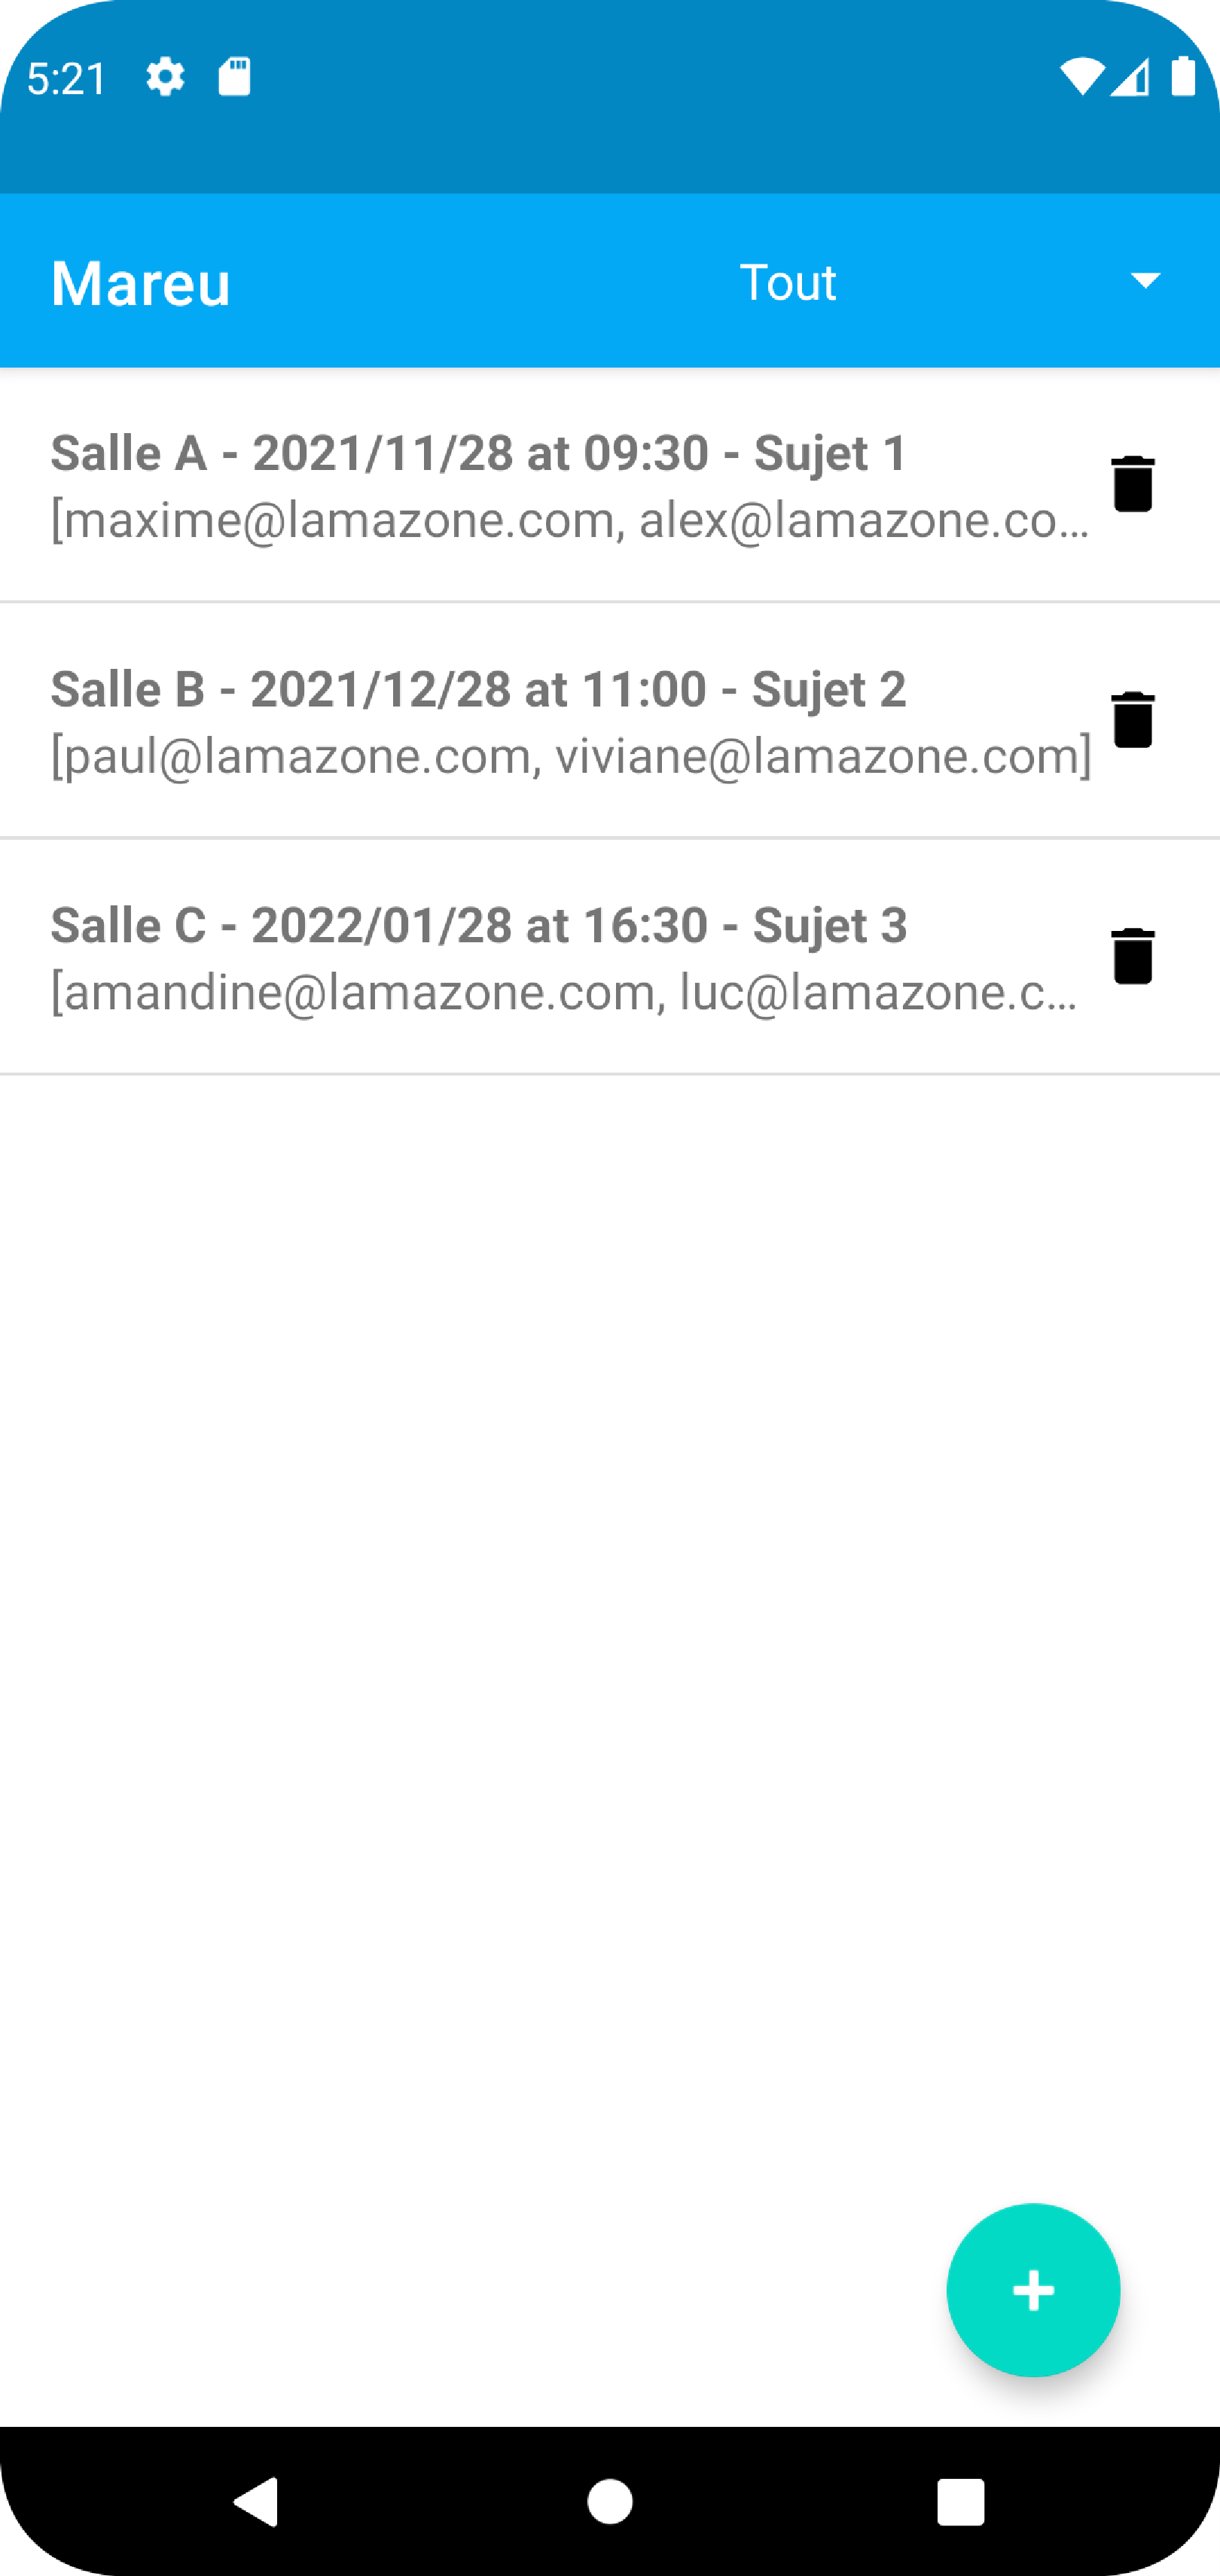 5:21
Mareu Tout
Salle A - 2021/11/28 at 09:30 - Sujet 1
[maxime@lamazone.com, alex@lamazone.co...
Salle B - 2021/12/28 at 11:00 - Sujet 2
[paul@lamazone.com, viviane@lamazone.com]
Salle C - 2022/01/28 at 16:30 - Sujet 3
[amandine@lamazone.com, luc@lamazone.c...